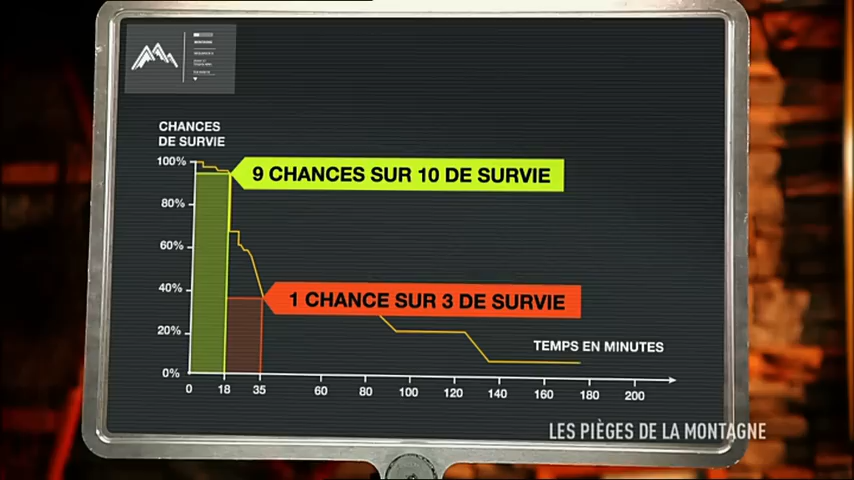 CHANCES
DE SURVIE
100%
80%
60%
40%
20%
0%
9 CHANCES SUR 10 DE SURVIE
1 CHANCE SUR 3 DE SURVIE
TEMPS EN MINUTES
0 18 35 60 80 100 120 140 160 180 200
LES PIÈGES DE LA MONTAGNE